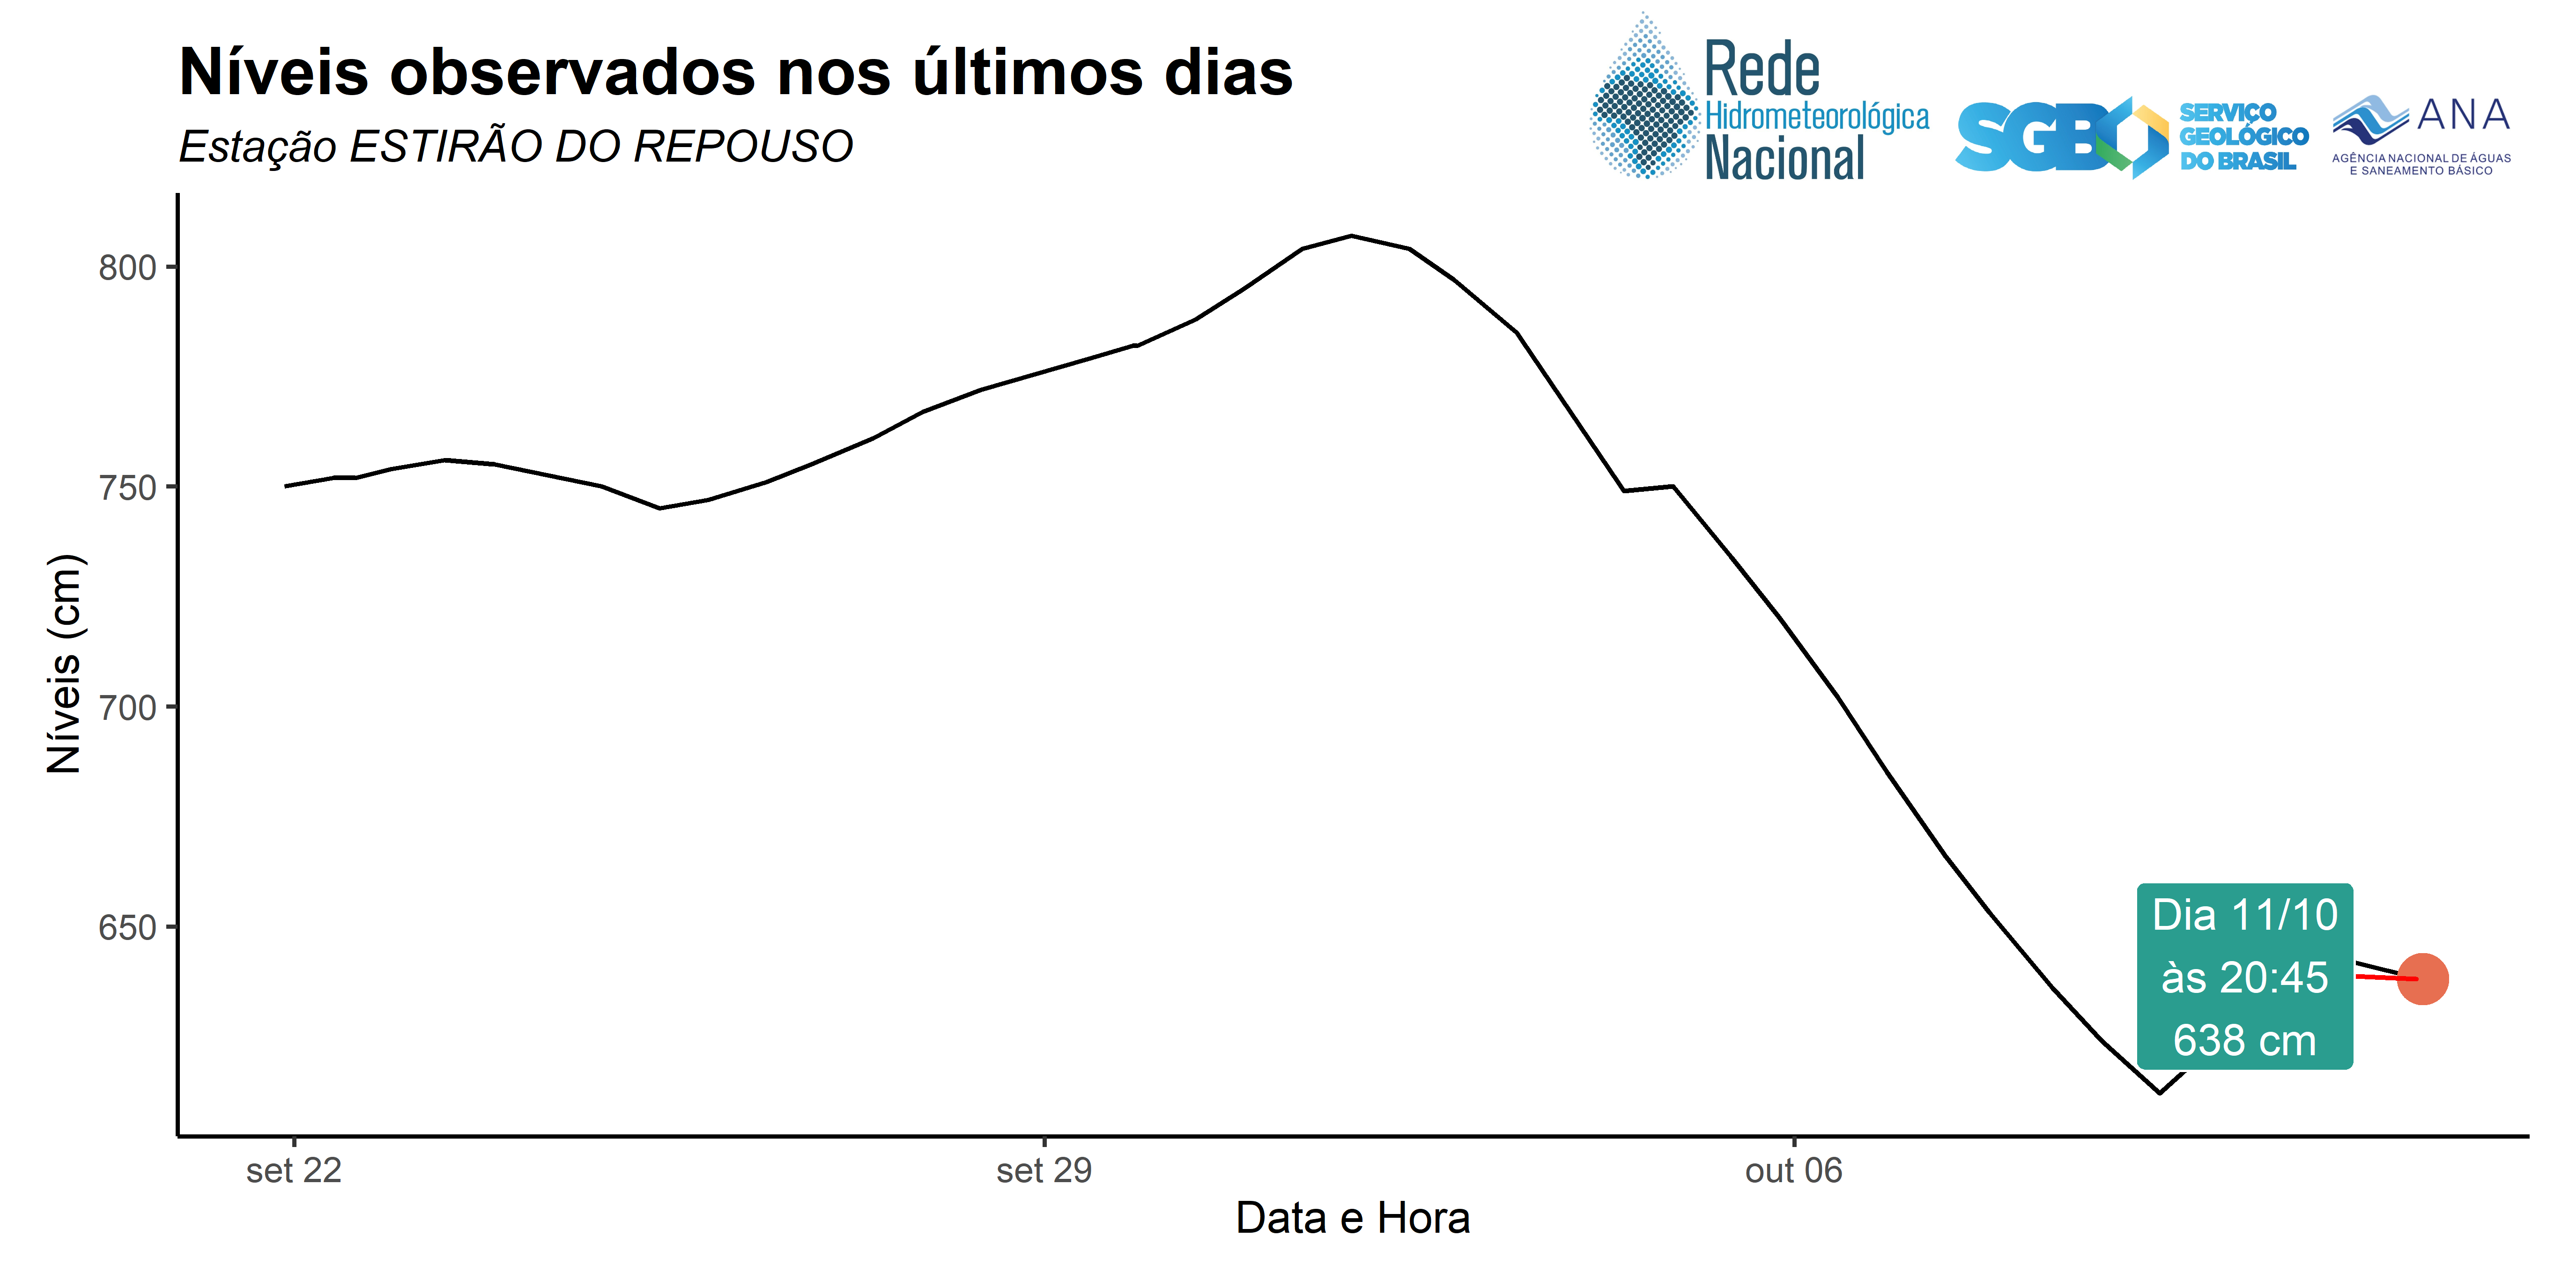 Níveis observados nos últimos dias
Estação ESTIRÃO DO REPOUSO
Rede
Hidrometeorológica
Nacional
SGB
SERVIÇO
GEOLÓGICO
DO BRASIL
ANA
AGÊNCIA NACIONAL DE ÁGUAS
E SANEAMENTO BÁSICO
Níveis (cm)
800
750
700
650
Dia 11/10
às 20:45
638 cm
set 22
set 29
out 06
Data e Hora